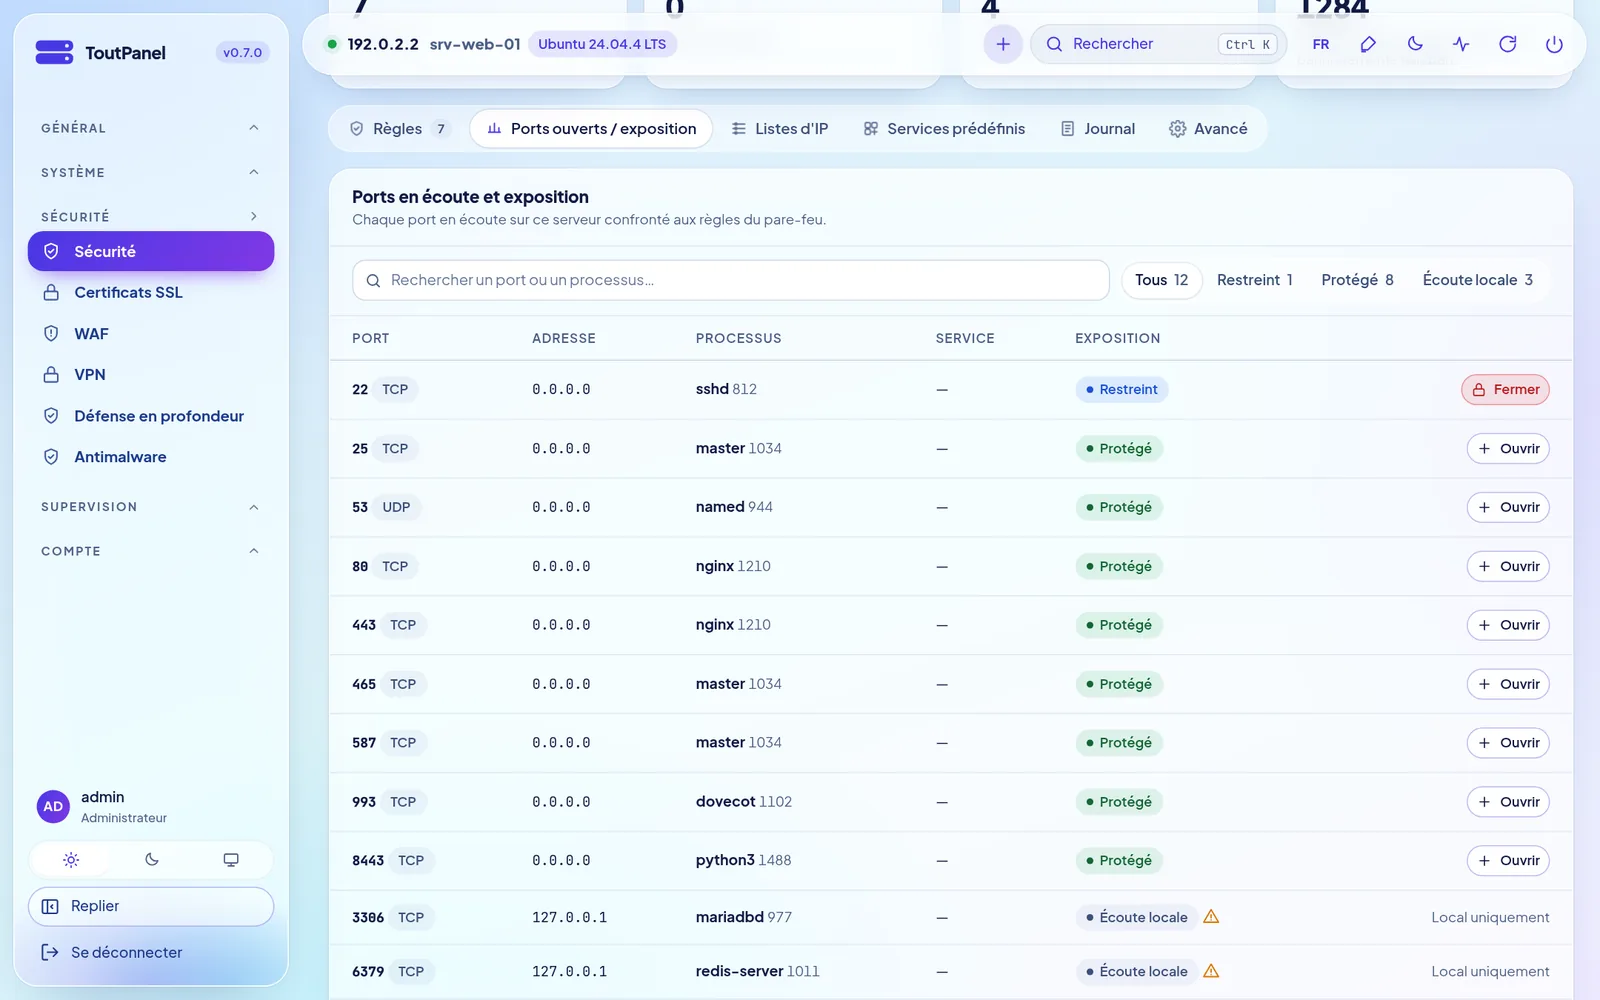 7
0
4
1284
ToutPanel
v0.7.0
192.0.2.2 srv-web-01 Ubuntu 24.04.4 LTS
Rechercher
Ctrl K
FR
GÉNÉRAL
SYSTÈME
SÉCURITÉ
Sécurité
Certificats SSL
WAF
VPN
Défense en profondeur
Antimalware
SUPERVISION
COMPTE
AD
admin
Administrateur
Replier
Se déconnecter
Règles 7
Ports ouverts / exposition
Listes d'IP
Services prédéfinis
Journal
Avancé
Ports en écoute et exposition
Chaque port en écoute sur ce serveur confronté aux règles du pare-feu.
Rechercher un port ou un processus...
Tous 12
Restreint 1
Protégé 8
Écoute locale 3
PORT ADRESSE PROCESSUS SERVICE EXPOSITION
22 TCP 0.0.0.0 sshd 812 — Restreint Fermer
25 TCP 0.0.0.0 master 1034 — Protégé Ouvrir
53 UDP 0.0.0.0 named 944 — Protégé Ouvrir
80 TCP 0.0.0.0 nginx 1210 — Protégé Ouvrir
443 TCP 0.0.0.0 nginx 1210 — Protégé Ouvrir
465 TCP 0.0.0.0 master 1034 — Protégé Ouvrir
587 TCP 0.0.0.0 master 1034 — Protégé Ouvrir
993 TCP 0.0.0.0 dovecot 1102 — Protégé Ouvrir
8443 TCP 0.0.0.0 python3 1488 — Protégé Ouvrir
3306 TCP 127.0.0.1 mariadbd 977 — Écoute locale Local uniquement
6379 TCP 127.0.0.1 redis-server 1011 — Écoute locale Local uniquement